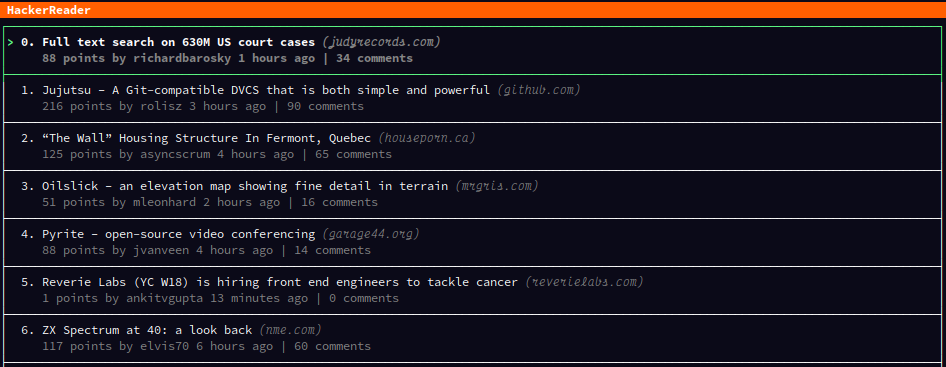 HackerReader
> 0. Full text search on 630M US court cases (judyrecords.com)
88 points by richardbarosky 1 hours ago | 34 comments
1. Jujutsu – A Git-compatible DVCS that is both simple and powerful (github.com)
216 points by rolisz 3 hours ago | 90 comments
2. “The Wall” Housing Structure In Fermont, Quebec (houseporn.ca)
125 points by asyncscrum 4 hours ago | 65 comments
3. Oilslick – an elevation map showing fine detail in terrain (mrgris.com)
51 points by mleonhard 2 hours ago | 16 comments
4. Pyrite – open-source video conferencing (garage44.org)
88 points by jvanveen 4 hours ago | 14 comments
5. Reverie Labs (YC W18) is hiring front end engineers to tackle cancer (reverielabs.com)
1 points by ankitvgupta 13 minutes ago | 0 comments
6. ZX Spectrum at 40: a look back (nme.com)
117 points by elvis70 6 hours ago | 60 comments